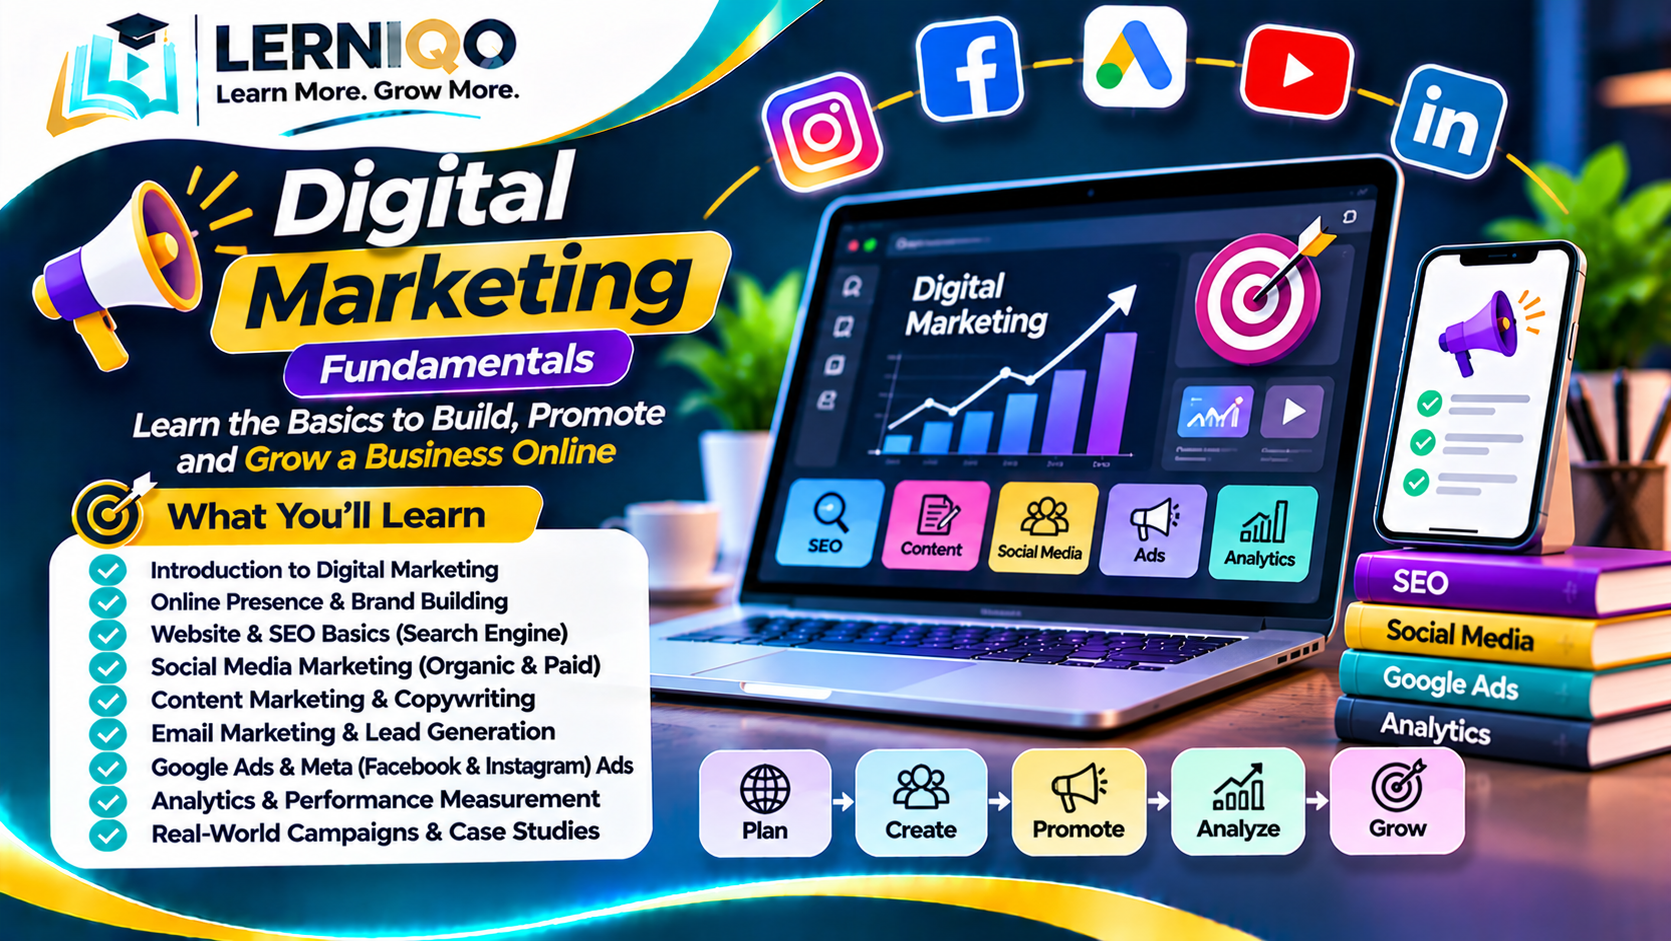 LERNIQO
Learn More. Grow More.
Digital
Marketing
Fundamentals
Learn the Basics to Build, Promote
and Grow a Business Online
What You'll Learn
Introduction to Digital Marketing
Online Presence & Brand Building
Website & SEO Basics (Search Engine)
Social Media Marketing (Organic & Paid)
Content Marketing & Copywriting
Email Marketing & Lead Generation
Google Ads & Meta (Facebook & Instagram) Ads
Analytics & Performance Measurement
Real-World Campaigns & Case Studies
f
in
Digital
Marketing
SEO
Content
Social Media
Ads
Analytics
SEO
Social Media
Google Ads
Analytics
Plan
Create
Promote
Analyze
Grow